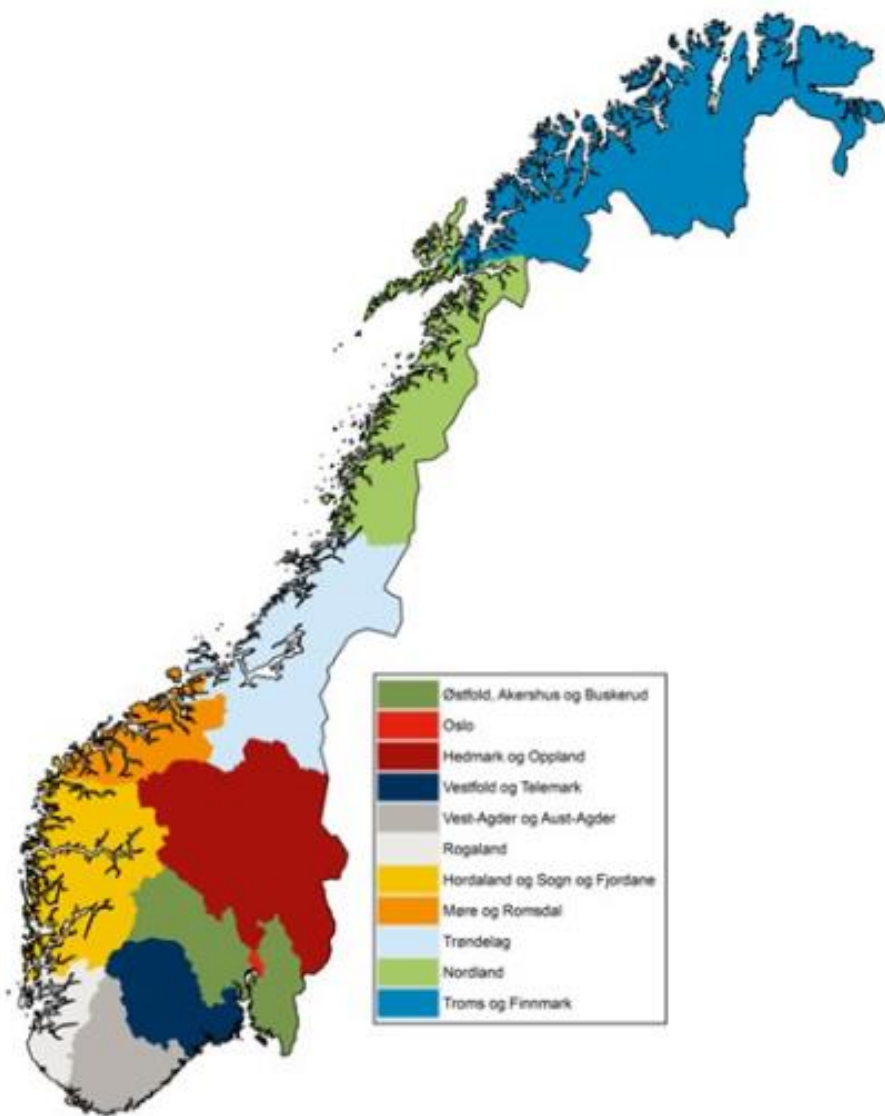 Østfold, Akershus og Buskerud
Oslo
Hedmark og Oppland
Vestfold og Telemark
Vest-Agder og Aust-Agder
Rogaland
Hordaland og Sogn og Fjordane
Møre og Romsdal
Trøndelag
Nordland
Troms og Finnmark